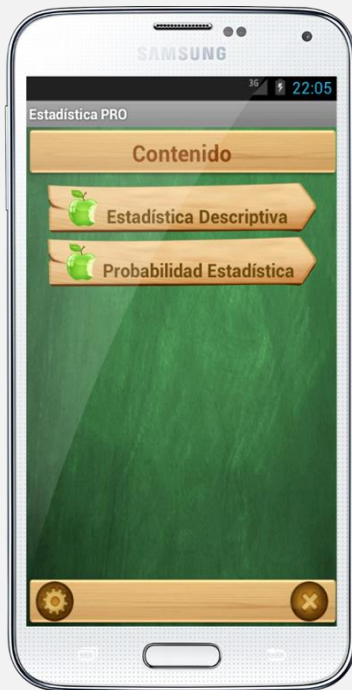 SAMSUNG
3G 22:05
Estadística PRO
Contenido
Estadística Descriptiva
Probabilidad Estadística